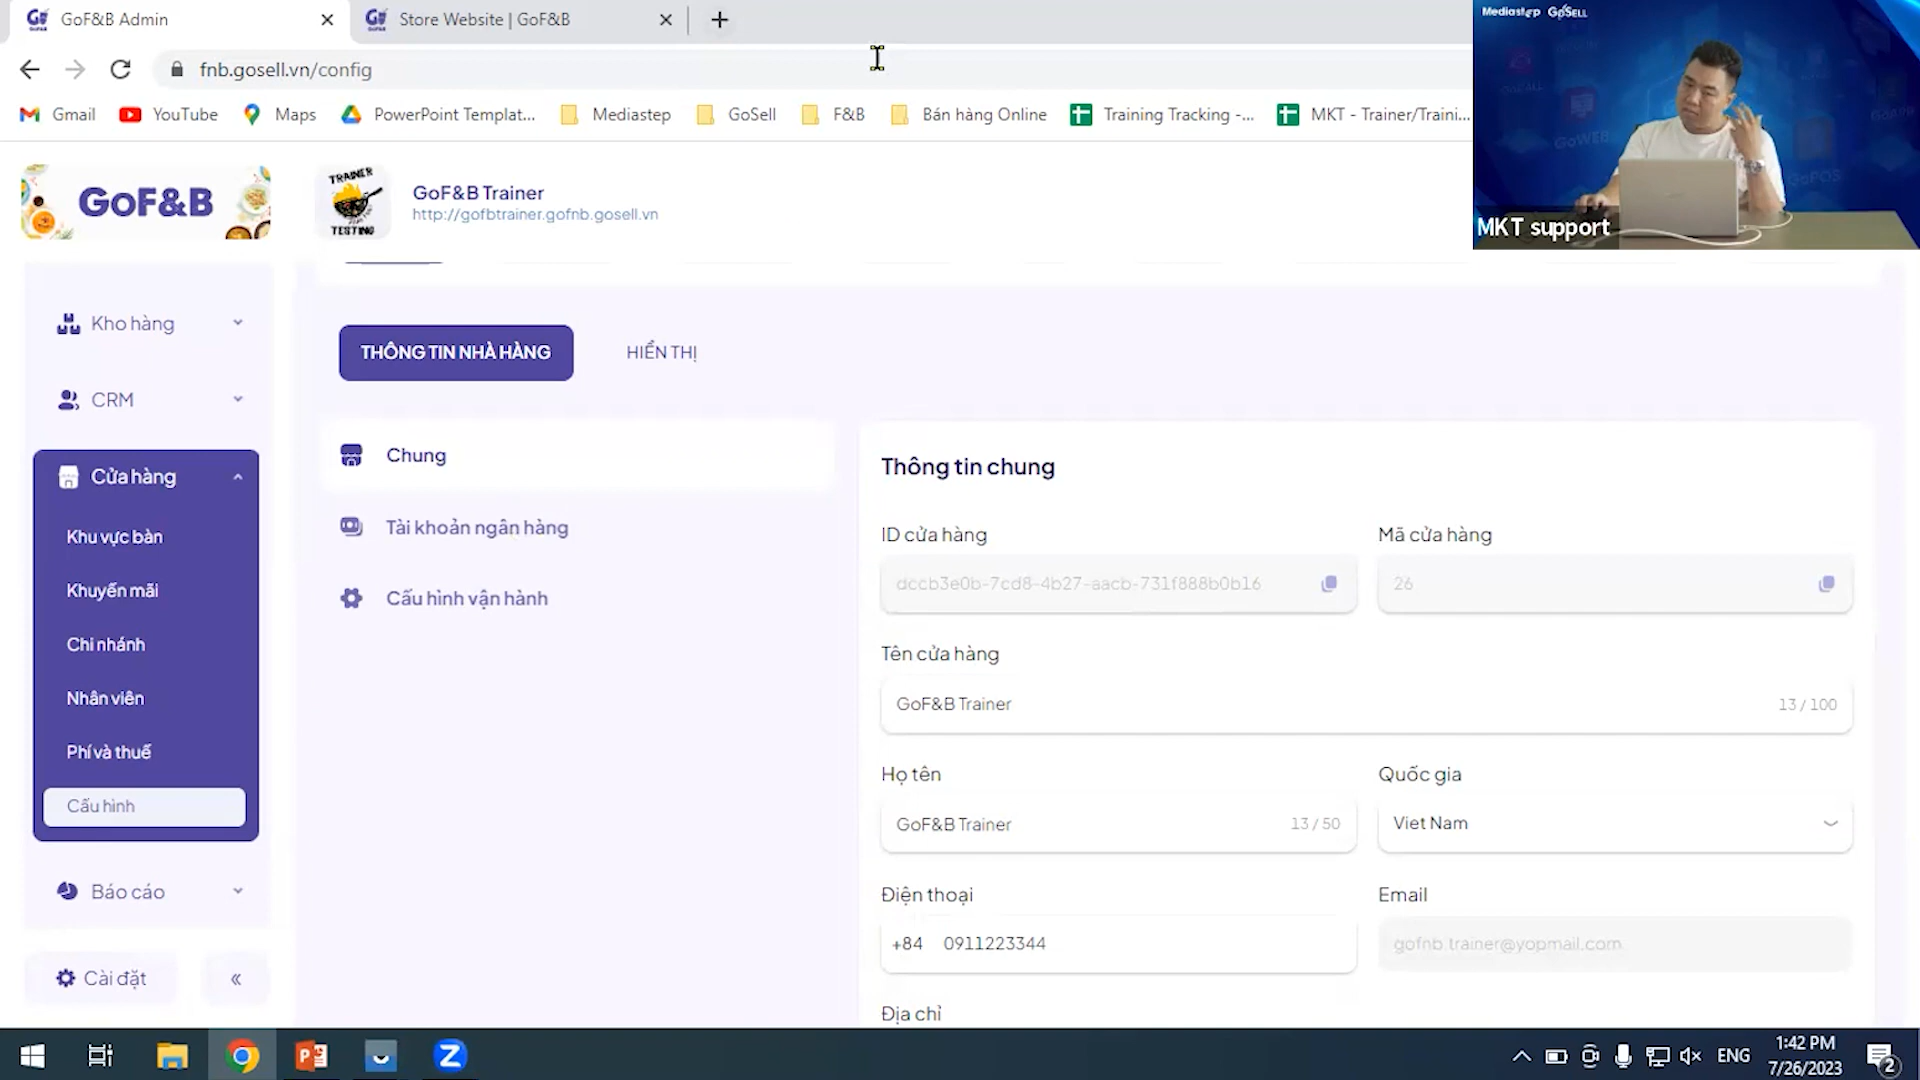 GoF&B Admin
Store Website | GoF&B
fnb.gosell.vn/config
Gmail
YouTube
Maps
PowerPoint Templat...
Mediastep
GoSell
F&B
Bán hàng Online
Training Tracking -...
MKT - Trainer/Traini...
Mediastep GoSELL
MKT support
GoF&B
TRAINER
TESTING
GoF&B Trainer
http://gofbtrainer.gofnb.gosell.vn
Kho hàng
CRM
Cửa hàng
Khu vực bàn
Khuyến mãi
Chi nhánh
Nhân viên
Phí và thuế
Cấu hình
Báo cáo
Cài đặt
«
THÔNG TIN NHÀ HÀNG
HIỂN THỊ
Chung
Tài khoản ngân hàng
Cấu hình vận hành
Thông tin chung
ID cửa hàng
dccb3e0b-7cd8-4b27-aacb-731f888b0b16
Mã cửa hàng
26
Tên cửa hàng
GoF&B Trainer
13 / 100
Họ tên
GoF&B Trainer
13 / 50
Quốc gia
Viet Nam
Điện thoại
+84 0911223344
Email
gofnb.trainer@yopmail.com
Địa chỉ
ENG
1:42 PM
7/26/2023
2